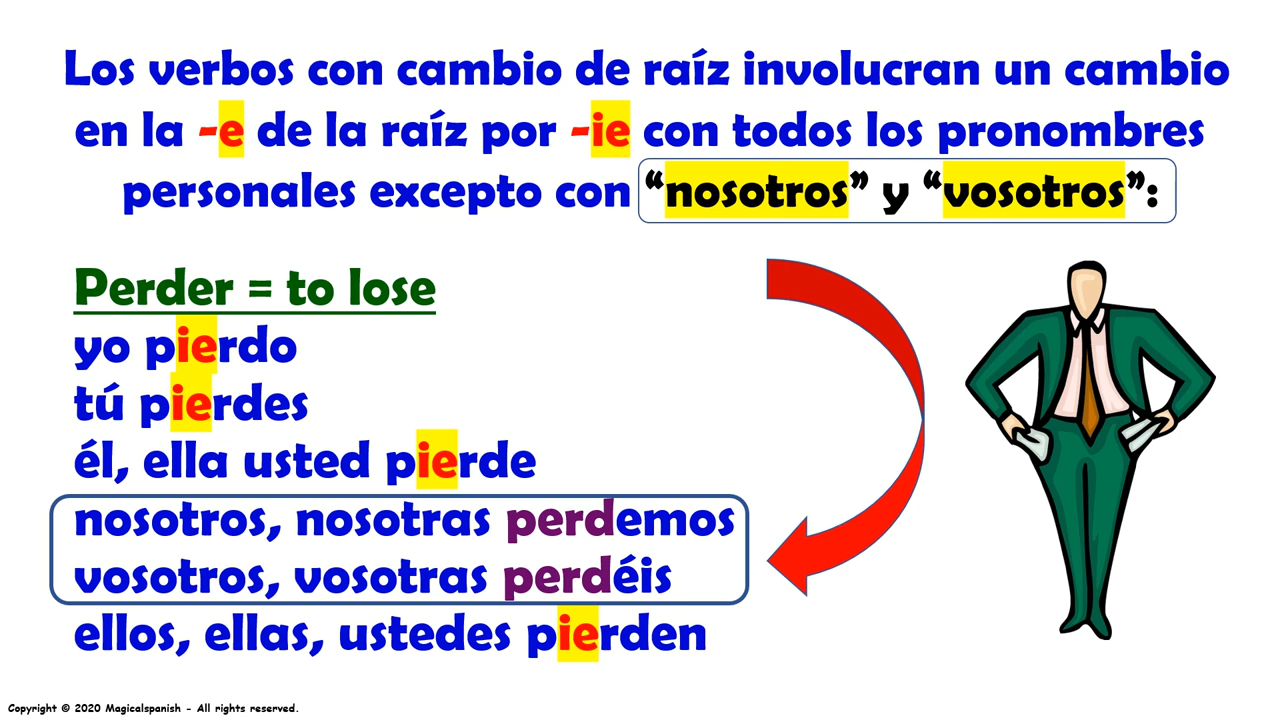 Los verbos con cambio de raíz involucran un cambio
en la -e de la raíz por -ie con todos los pronombres
personales excepto con “nosotros” y “vosotros”:
Perder = to lose
yo pierdo
tú pierdes
él, ella usted pierde
nosotros, nosotras perdemos
vosotros, vosotras perdéis
ellos, ellas, ustedes pierden
Copyright © 2020 Magicalspanish - All rights reserved.